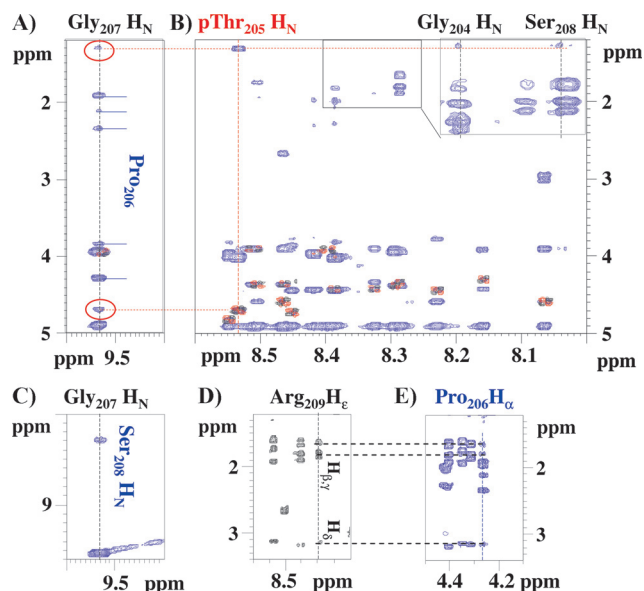 A) Gly207 HN B) pThr205 HN Gly204 HN Ser208 HN
ppm ppm
2 2
Pro206
3 3
4 4
5 5
ppm 9.5 ppm 8.5 8.4 8.3 8.2 8.1
C) Gly207 HN D) Arg209Hε E) Pro206Hα
ppm ppm ppm
Ser208 HN
Hβ,γ
2 2
9
Hδ
3 3
9.5 ppm 8.5 ppm 4.4 4.2 ppm